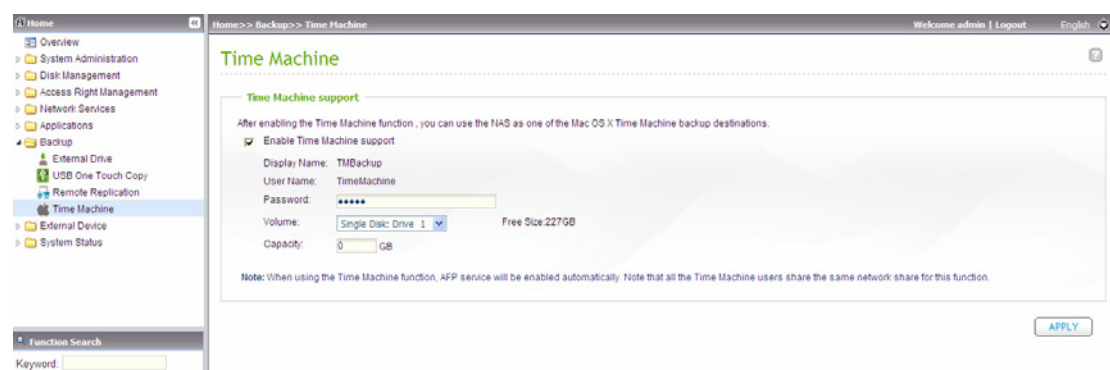 Home
Home>> Backup>> Time Machine
Welcome admin | Logout
English
Overview
System Administration
Disk Management
Access Right Management
Network Services
Applications
Backup
External Drive
USB One Touch Copy
Remote Replication
Time Machine
External Device
System Status
Function Search
Keyword:
Time Machine
Time Machine support
After enabling the Time Machine function , you can use the NAS as one of the Mac OS X Time Machine backup destinations.
Enable Time Machine support
Display Name: TMBackup
User Name: TimeMachine
Password: •••••
Volume: Single Disk: Drive 1 Free Size:227GB
Capacity: 0 GB
Note: When using the Time Machine function, AFP service will be enabled automatically. Note that all the Time Machine users share the same network share for this function.
APPLY